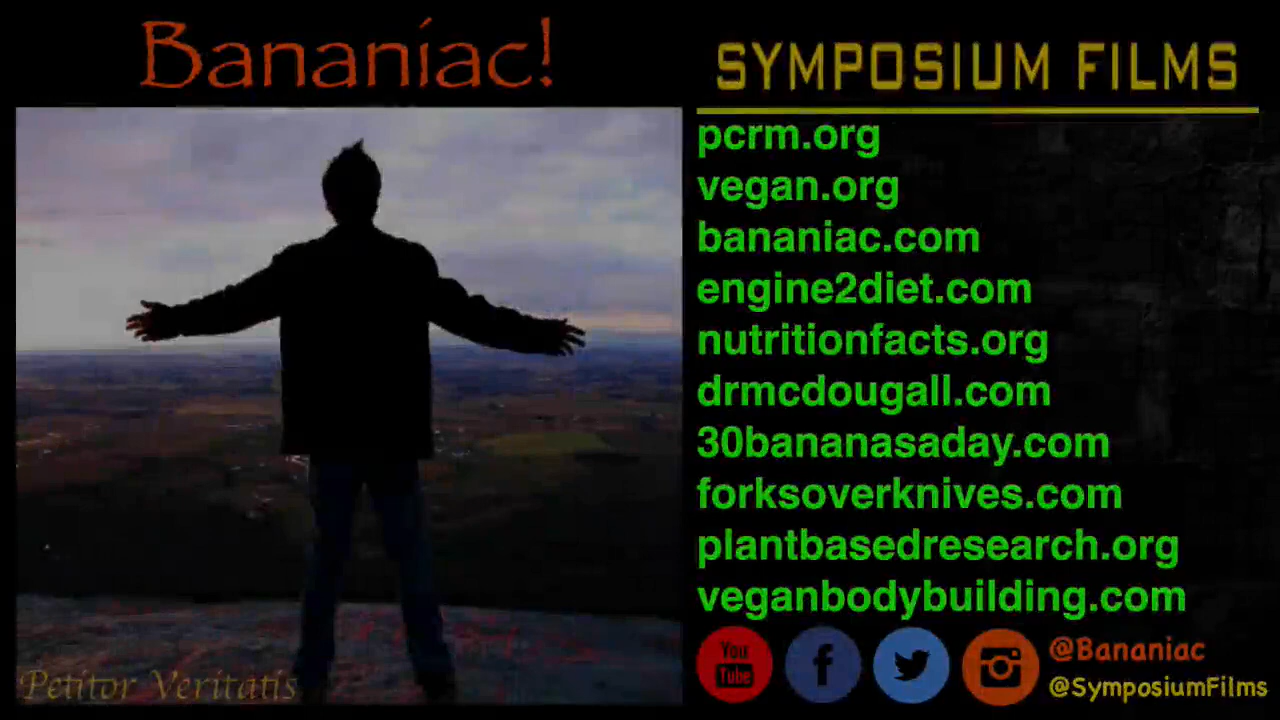 Bananiac!
Petitor Veritatis
SYMPOSIUM FILMS
pcrm.org
vegan.org
bananiac.com
engine2diet.com
nutritionfacts.org
drmcdougall.com
30bananasaday.com
forksoverknives.com
plantbasedresearch.org
veganbodybuilding.com
You
Tube
f
@Bananiac
@SymposiumFilms